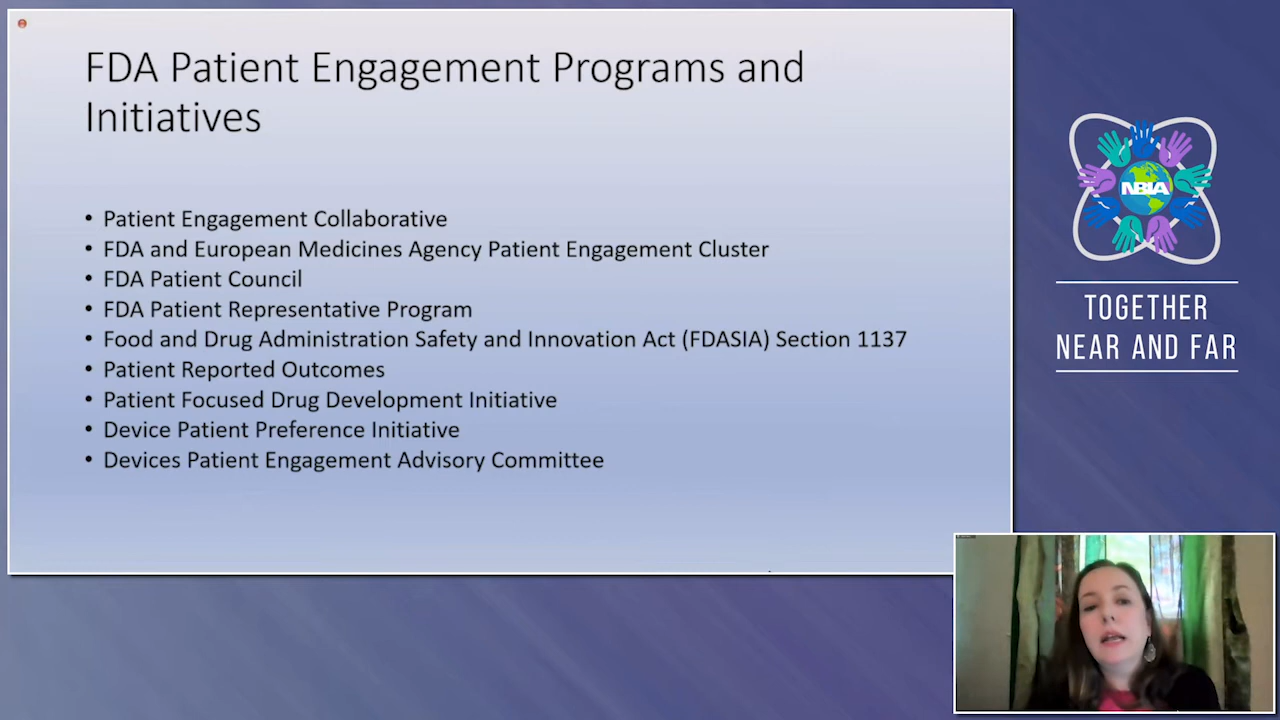 FDA Patient Engagement Programs and
Initiatives
• Patient Engagement Collaborative
• FDA and European Medicines Agency Patient Engagement Cluster
• FDA Patient Council
• FDA Patient Representative Program
• Food and Drug Administration Safety and Innovation Act (FDASIA) Section 1137
• Patient Reported Outcomes
• Patient Focused Drug Development Initiative
• Device Patient Preference Initiative
• Devices Patient Engagement Advisory Committee
NBIA
TOGETHER
NEAR AND FAR